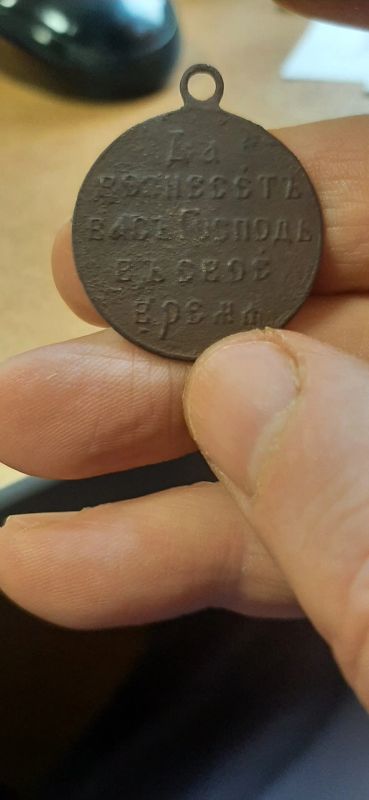 Да
вознесетъ
васъ Господь
въ свое
время